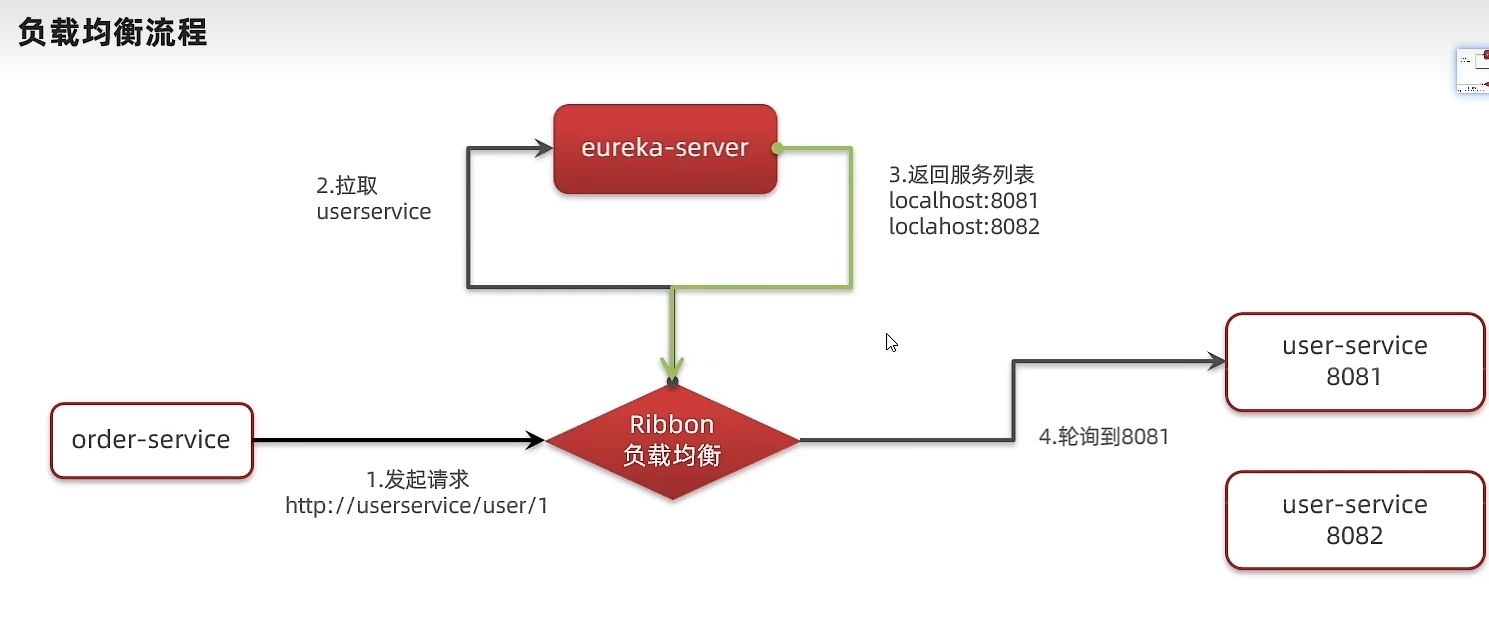 负载均衡流程
eureka-server
2.拉取
userservice
3.返回服务列表
localhost:8081
loclahost:8082
user-service
8081
Ribbon
负载均衡
order-service
4.轮询到8081
1.发起请求
http://userservice/user/1
user-service
8082